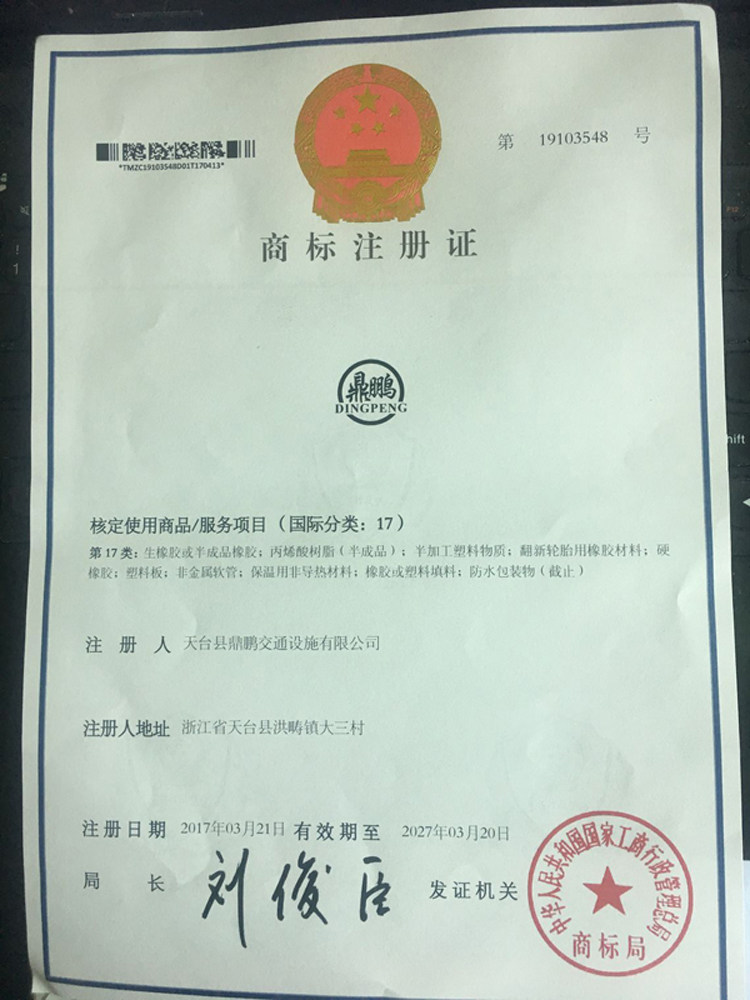 第 19103548 号
*TMZC19103548D01T170413*
商标注册证
鼎鹏
DINGPENG
核定使用商品/服务项目（国际分类：17）
第17类：生橡胶或半成品橡胶；丙烯酸树脂（半成品）；半加工塑料物质；翻新轮胎用橡胶材料；硬
橡胶；塑料板；非金属软管；保温用非导热材料；橡胶或塑料填料；防水包装物（截止）
注 册 人 天台县鼎鹏交通设施有限公司
注册人地址 浙江省天台县洪畴镇大三村
注册日期 2017年03月21日 有效期至 2027年03月20日
局 长 刘俊臣 发证机关
中华人民共和国国家工商行政管理总局
商标局
hift